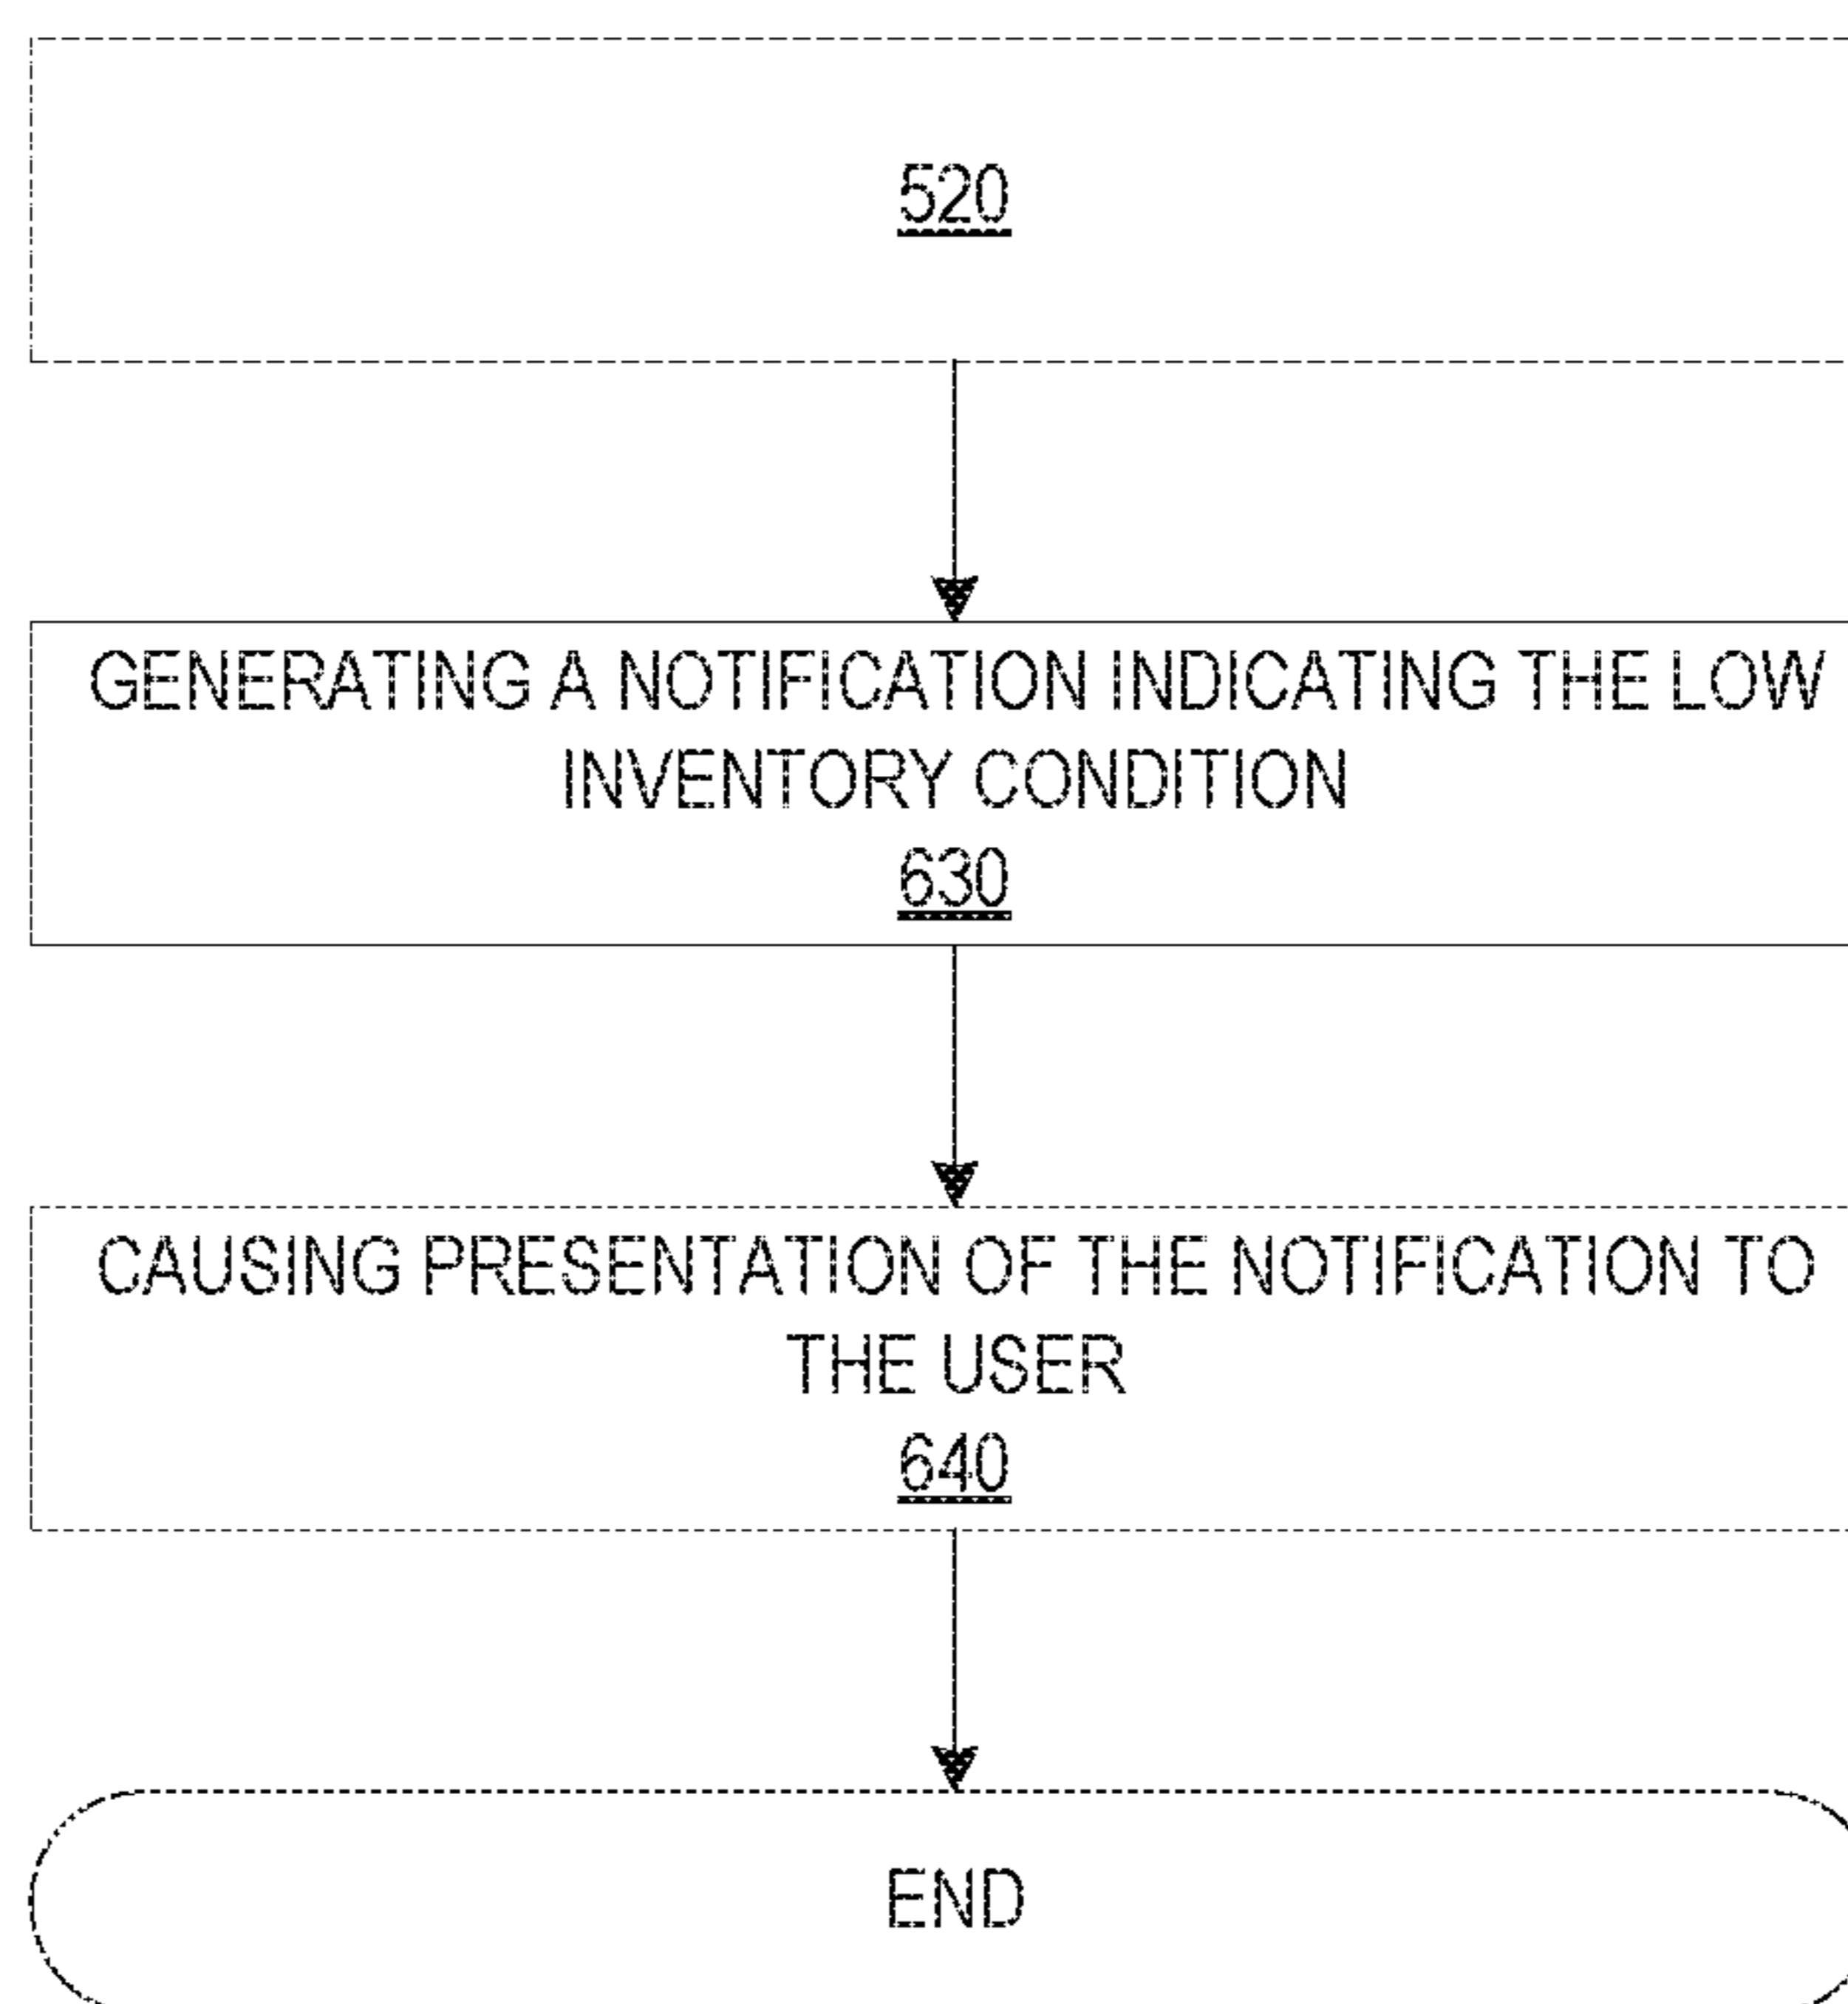 520
GENERATING A NOTIFICATION INDICATING THE LOW
INVENTORY CONDITION
630
CAUSING PRESENTATION OF THE NOTIFICATION TO
THE USER
640
END